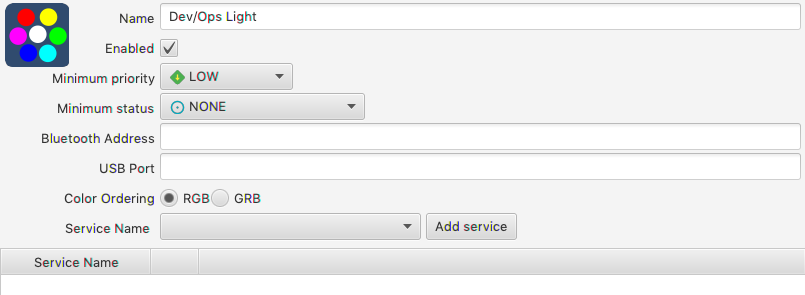 Name Dev/Ops Light
Enabled
Minimum priority LOW
Minimum status NONE
Bluetooth Address
USB Port
Color Ordering RGB GRB
Service Name Add service
Service Name